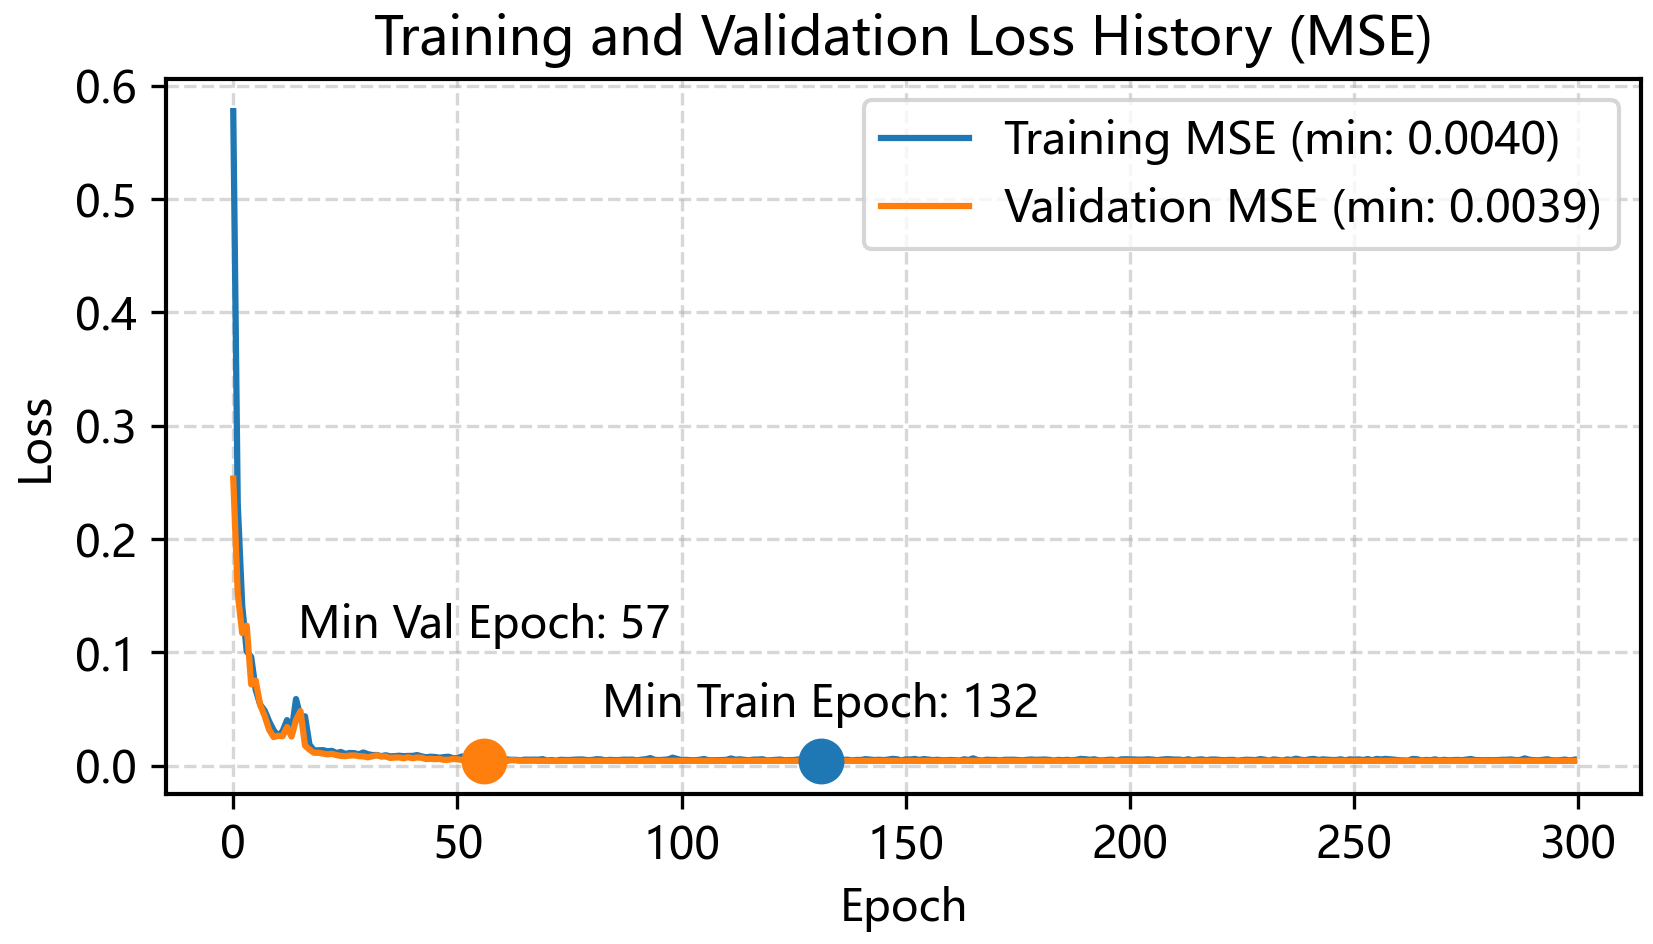 Training and Validation Loss History (MSE)
0.6
Training MSE (min: 0.0040)
0.5
Validation MSE (min: 0.0039)
0.4
0.3
Loss
0.2
Min Val Epoch: 57
0.1
Min Train Epoch: 132
0.0
0 50 100 150 200 250 300
Epoch